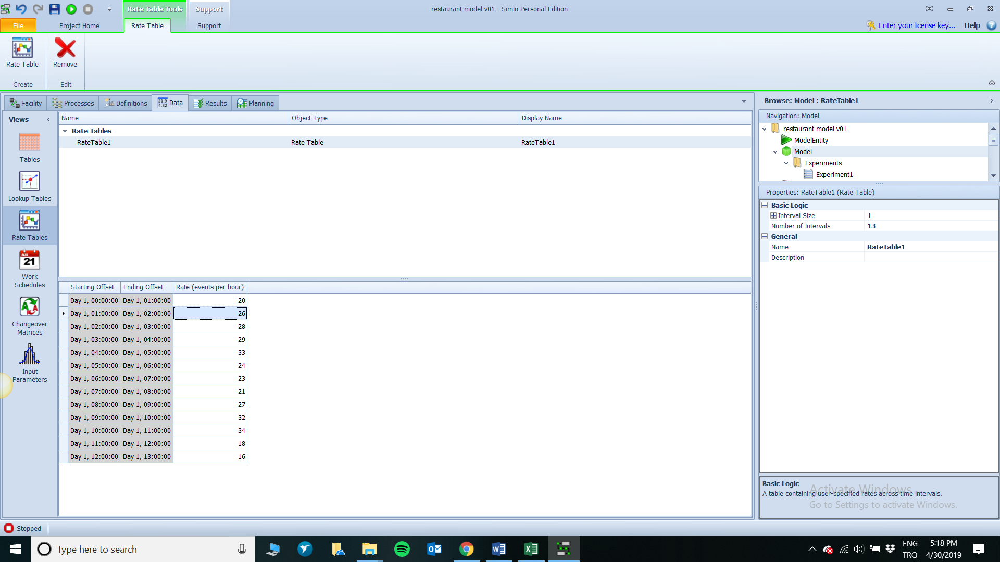 Rate Table Tools
Support
restaurant model v01 - Simio Personal Edition
File
Project Home
Rate Table
Support
Enter your license key...
Help
Rate Table
Remove
Create
Edit
Facility
Processes
Definitions
21.9
4.32
Data
Results
Planning
Browse: Model : RateTable1
Views
Tables
Lookup Tables
Rate Tables
AUG
21
Work
Schedules
Changeover
Matrices
Input
Parameters
Name Object Type Display Name
Rate Tables
RateTable1 Rate Table RateTable1
Starting Offset Ending Offset Rate (events per hour)
Day 1, 00:00:00 Day 1, 01:00:00 20
Day 1, 01:00:00 Day 1, 02:00:00 26
Day 1, 02:00:00 Day 1, 03:00:00 28
Day 1, 03:00:00 Day 1, 04:00:00 29
Day 1, 04:00:00 Day 1, 05:00:00 33
Day 1, 05:00:00 Day 1, 06:00:00 24
Day 1, 06:00:00 Day 1, 07:00:00 23
Day 1, 07:00:00 Day 1, 08:00:00 21
Day 1, 08:00:00 Day 1, 09:00:00 27
Day 1, 09:00:00 Day 1, 10:00:00 32
Day 1, 10:00:00 Day 1, 11:00:00 34
Day 1, 11:00:00 Day 1, 12:00:00 18
Day 1, 12:00:00 Day 1, 13:00:00 16
Navigation: Model
restaurant model v01
ModelEntity
Model
Experiments
Experiment1
Properties: RateTable1 (Rate Table)
Basic Logic
Interval Size 1
Number of Intervals 13
General
Name RateTable1
Description
Basic Logic
A table containing user-specified rates across time intervals.
Activate Windows
Go to Settings to activate Windows.
Stopped
Type here to search
ENG
TRQ
5:18 PM
4/30/2019